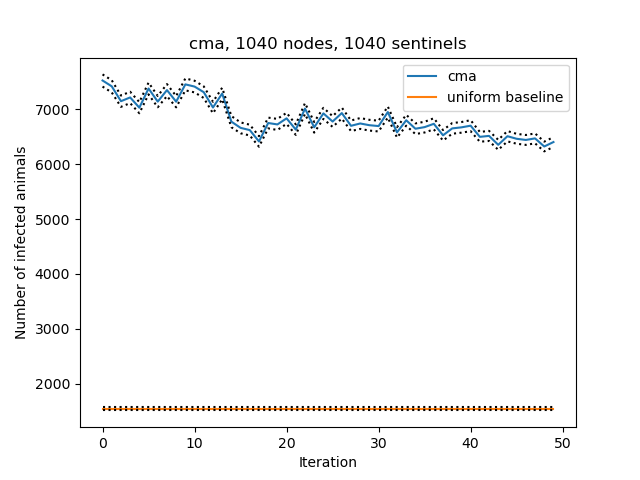 cma, 1040 nodes, 1040 sentinels
cma
uniform baseline
Number of infected animals
7000
6000
5000
4000
3000
2000
0 10 20 30 40 50
Iteration